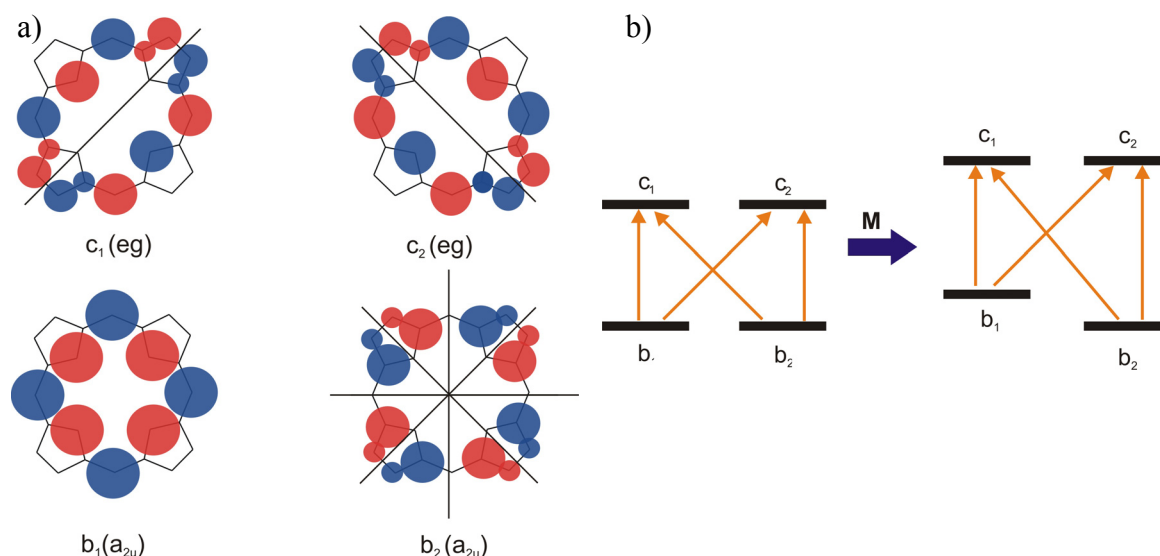 a)
c₁ (eg)
c₂ (eg)
b₁(a₂ᵤ)
b₂ (a₂ᵤ)
b)
c₁ c₂
b. b₂
M
c₁ c₂
b₁
b₂